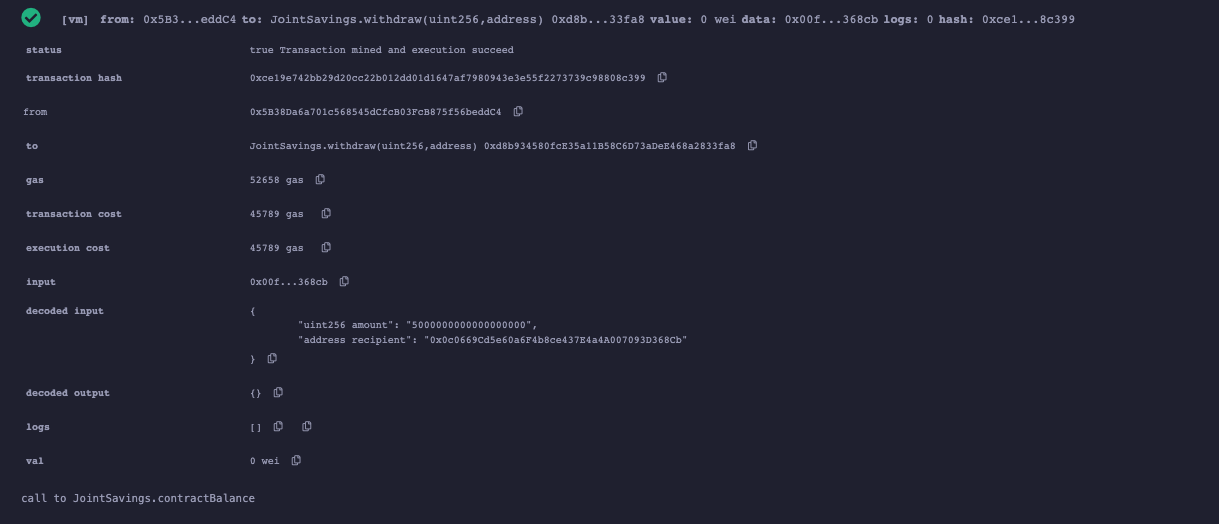 [vm] from: 0x5B3...eddC4 to: JointSavings.withdraw(uint256,address) 0xd8b...33fa8 value: 0 wei data: 0x00f...368cb logs: 0 hash: 0xce1...8c399
status true Transaction mined and execution succeed
transaction hash 0xce19e742bb29d20cc22b012dd01d1647af7980943e3e55f2273739c98808c399
from 0x5B38Da6a701c568545dCfcB03FcB875f56beddC4
to JointSavings.withdraw(uint256,address) 0xd8b934580fcE35a11B58C6D73aDeE468a2833fa8
gas 52658 gas
transaction cost 45789 gas
execution cost 45789 gas
input 0x00f...368cb
decoded input {
"uint256 amount": "5000000000000000000",
"address recipient": "0x0c0669Cd5e60a6F4b8ce437E4a4A007093D368Cb"
}
decoded output {}
logs []
val 0 wei
call to JointSavings.contractBalance